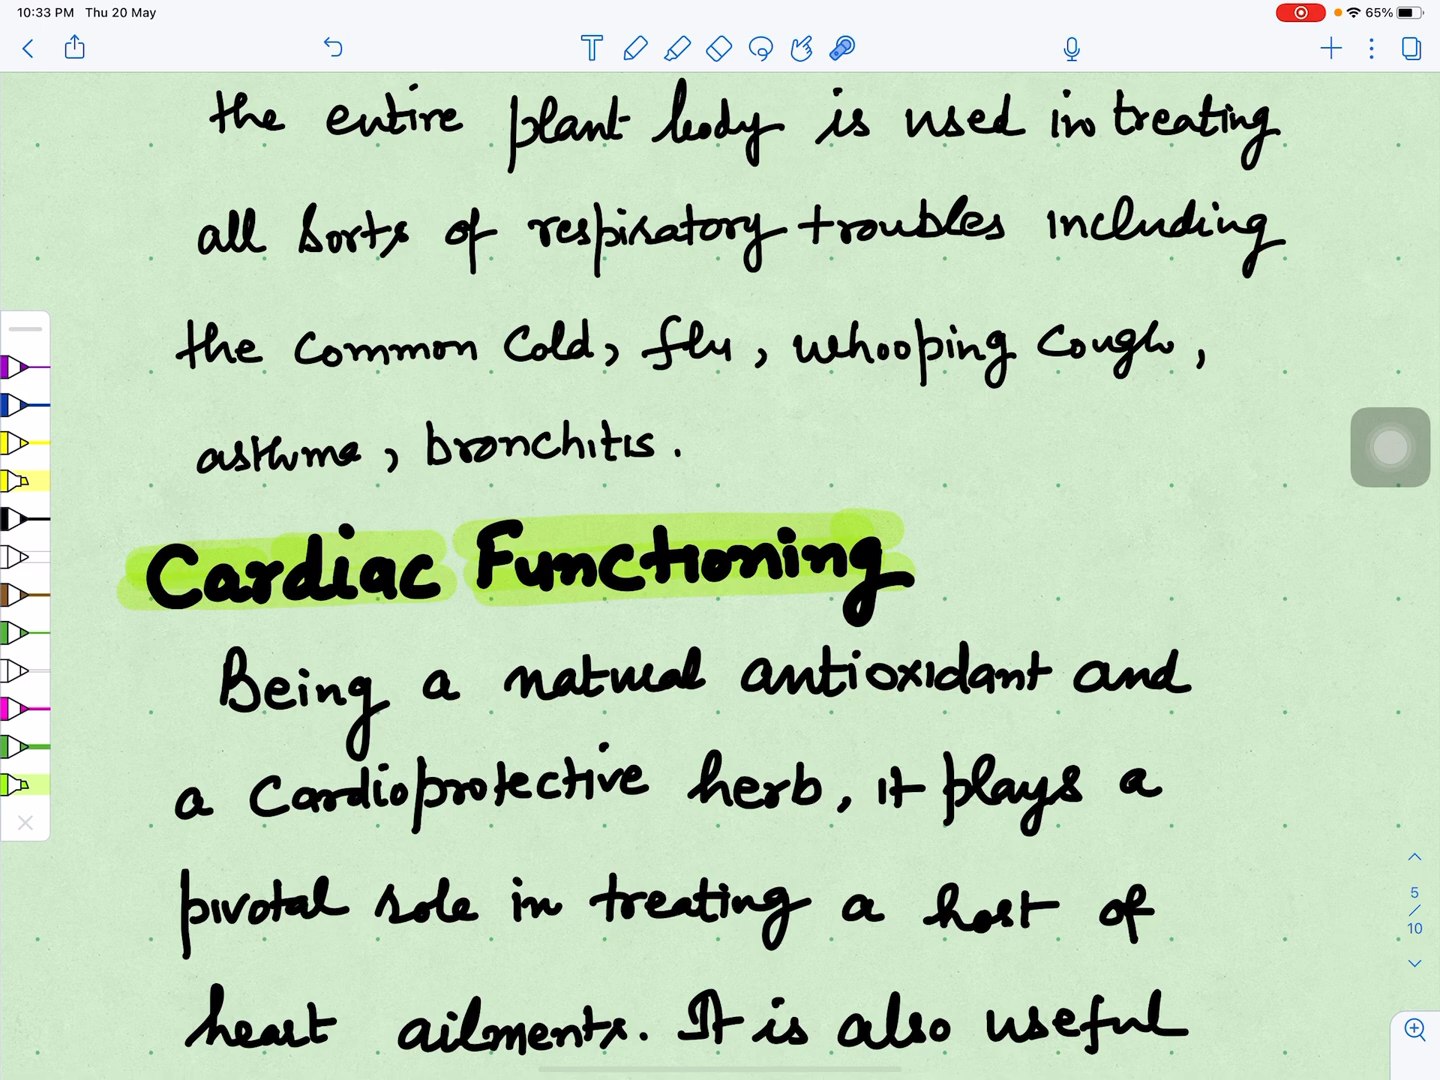 10:33 PM Thu 20 May
65%
the entire plant body is used in treating
all sorts of respiratory troubles including
the common cold, flu, whooping cough,
asthma, bronchitis.
Cardiac Functioning
Being a natural antioxidant and
a cardioprotective herb, it plays a
pivotal role in treating a host of
heart ailments. It is also useful
5
/
10